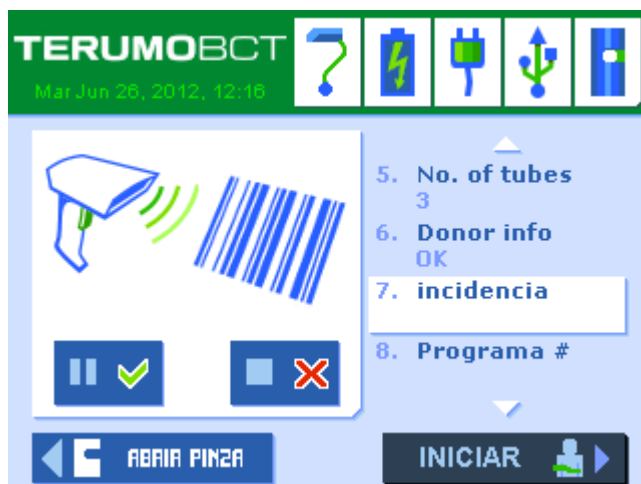 TERUMOBCT
Mar Jun 26, 2012, 12:16
5. No. of tubes
3
6. Donor info
OK
7. incidencia
8. Programa #
ABRIR PINZA
INICIAR